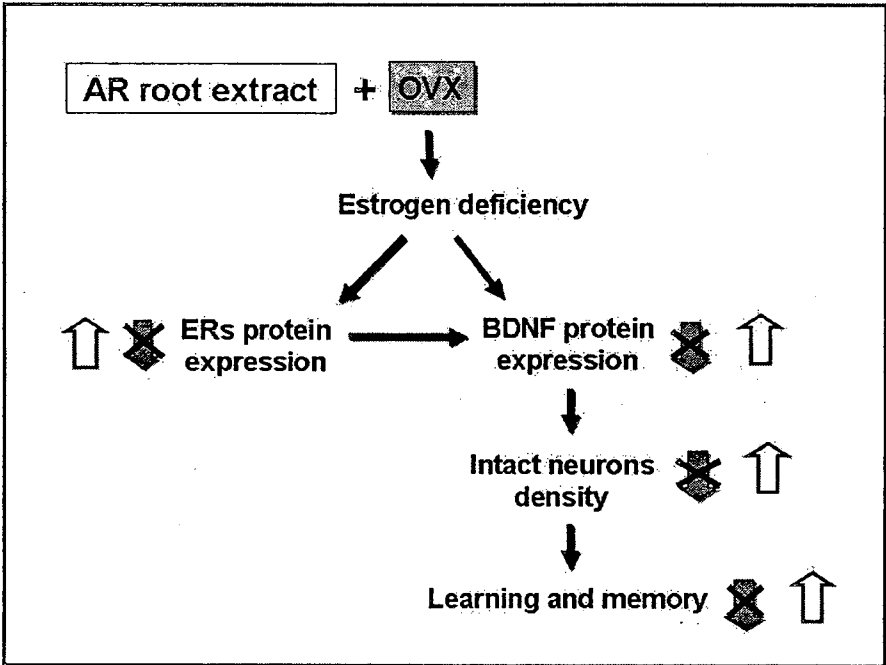 AR root extract + OVX
Estrogen deficiency
ERs protein
expression
BDNF protein
expression
Intact neurons
density
Learning and memory